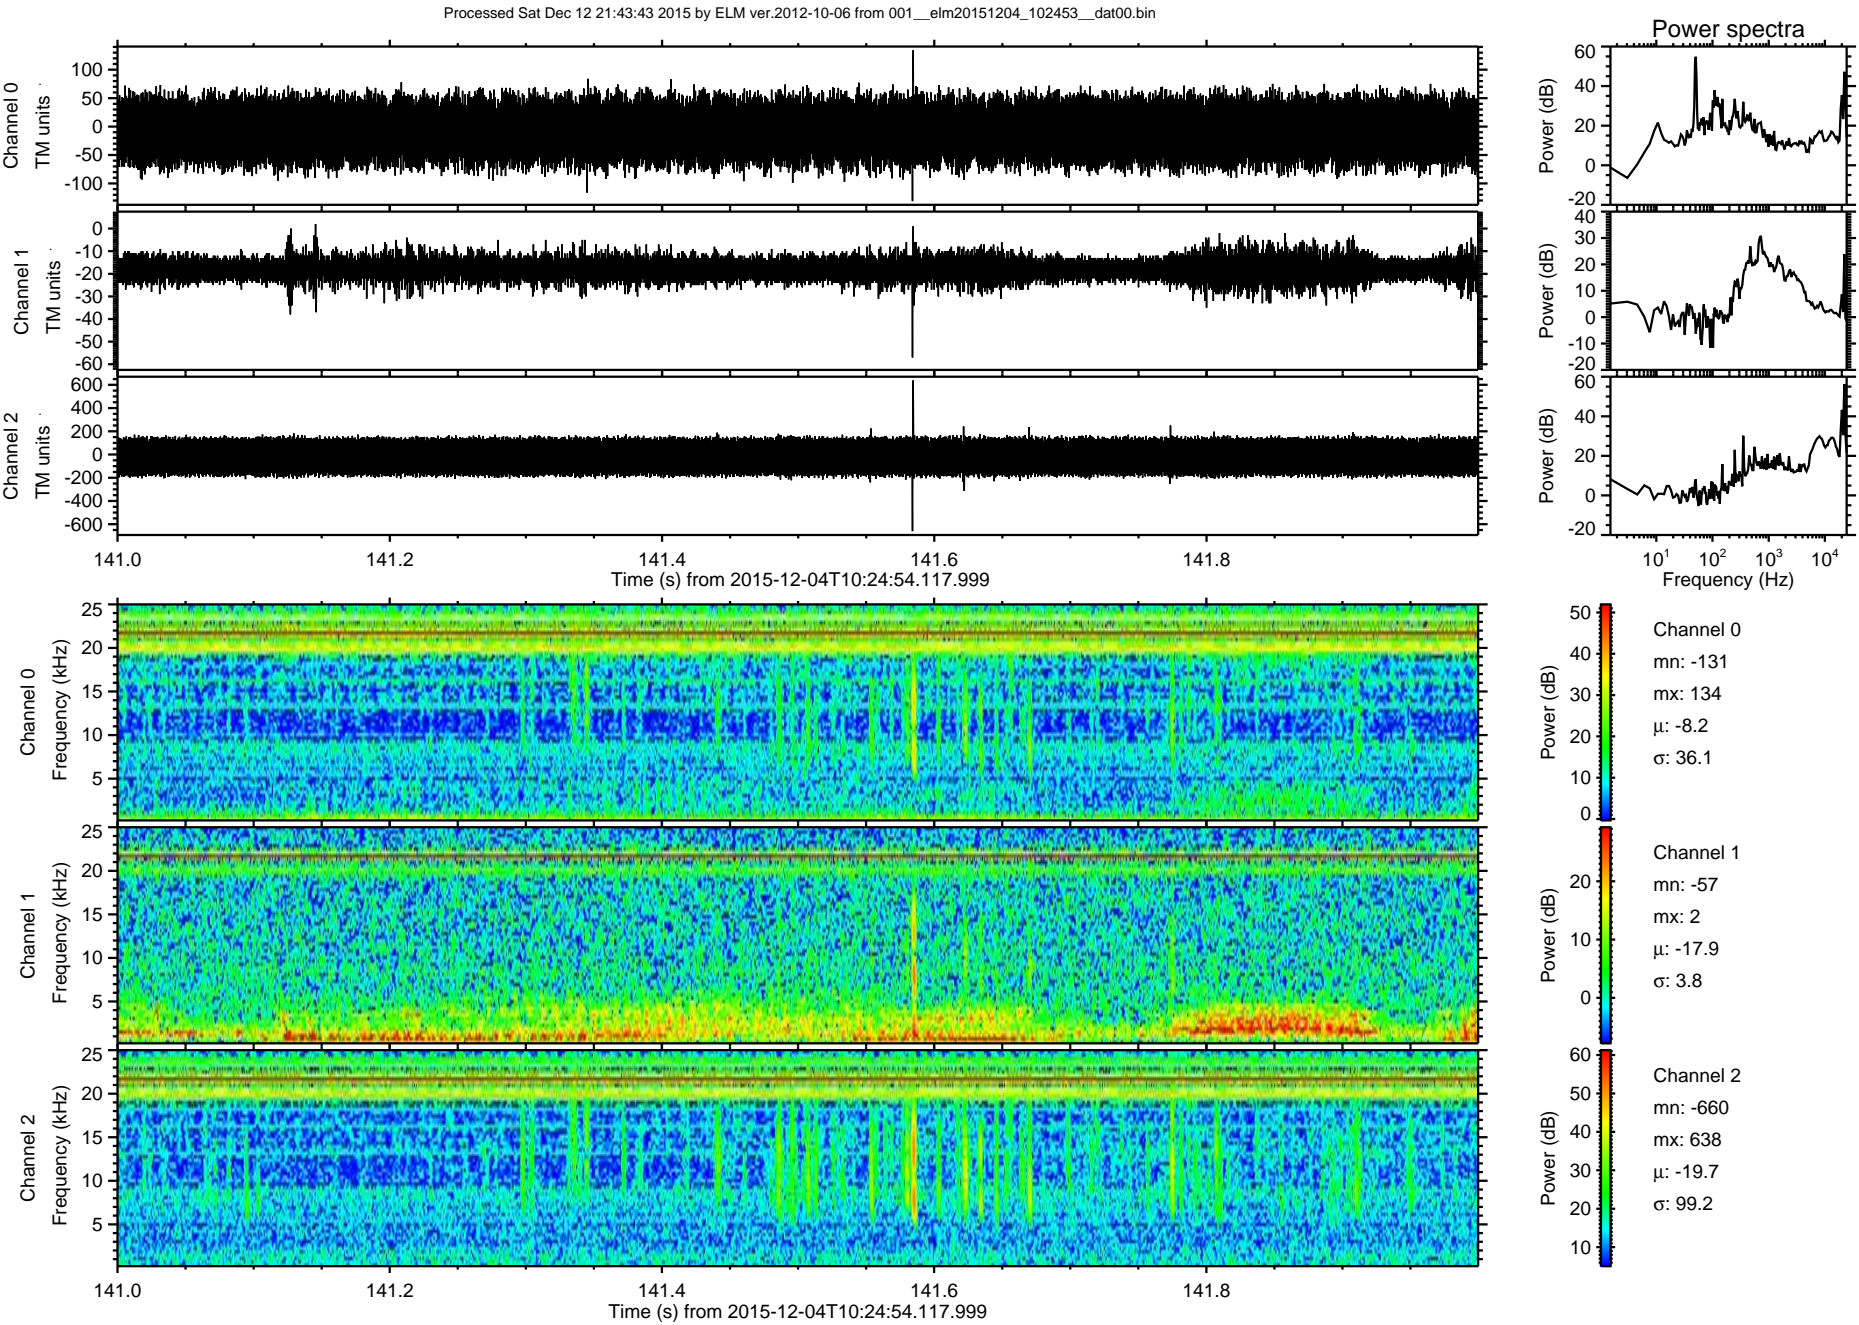 Processed Sat Dec 12 21:43:43 2015 by ELM ver.2012-10-06 from 001__elm20151204_102453__dat00.bin
Power spectra
Channel 0
TM units
100
50
0
-50
-100
Power (dB)
60
40
20
0
-20
Channel 1
TM units
0
-10
-20
-30
-40
-50
-60
Power (dB)
40
30
20
10
0
-10
-20
Channel 2
TM units
600
400
200
0
-200
-400
-600
Power (dB)
60
40
20
0
-20
141.0 141.2 141.4 141.6 141.8
Time (s) from 2015-12-04T10:24:54.117.999
10¹ 10² 10³ 10⁴
Frequency (Hz)
Channel 0
Frequency (kHz)
25
20
15
10
5
Power (dB)
50
40
30
20
10
0
Channel 0
mn: -131
mx: 134
μ: -8.2
σ: 36.1
Channel 1
Frequency (kHz)
25
20
15
10
5
Power (dB)
20
10
0
Channel 1
mn: -57
mx: 2
μ: -17.9
σ: 3.8
Channel 2
Frequency (kHz)
25
20
15
10
5
Power (dB)
60
50
40
30
20
10
Channel 2
mn: -660
mx: 638
μ: -19.7
σ: 99.2
141.0 141.2 141.4 141.6 141.8
Time (s) from 2015-12-04T10:24:54.117.999